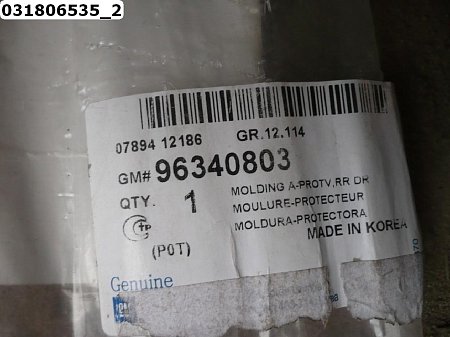 031806535_2
07894 12186 GR.12.114
GM# 96340803
QTY. 1
MOLDING A-PROTV,RR DR
MOULURE-PROTECTEUR
MOLDURA-PROTECTORA
MADE IN KOREA
(POT)
Genuine